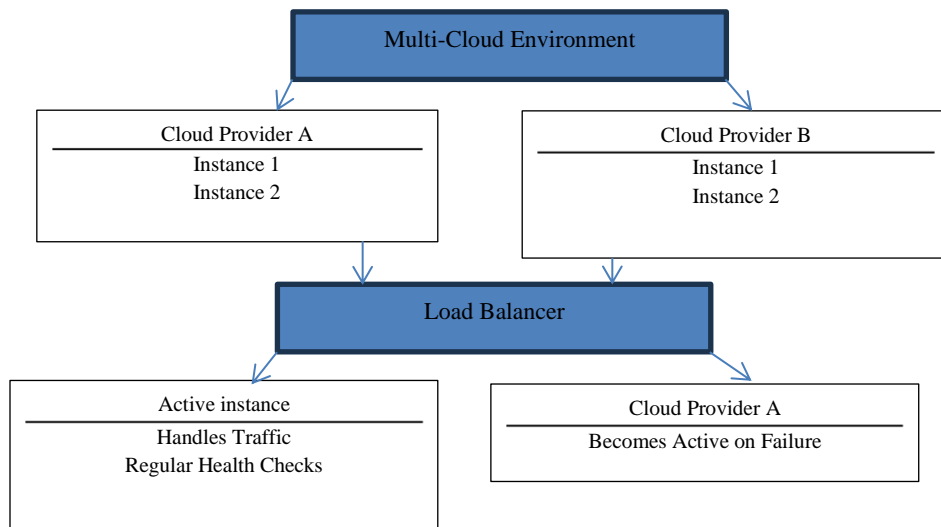 Multi-Cloud Environment
Cloud Provider A
Instance 1
Instance 2
Cloud Provider B
Instance 1
Instance 2
Load Balancer
Active instance
Handles Traffic
Regular Health Checks
Cloud Provider A
Becomes Active on Failure